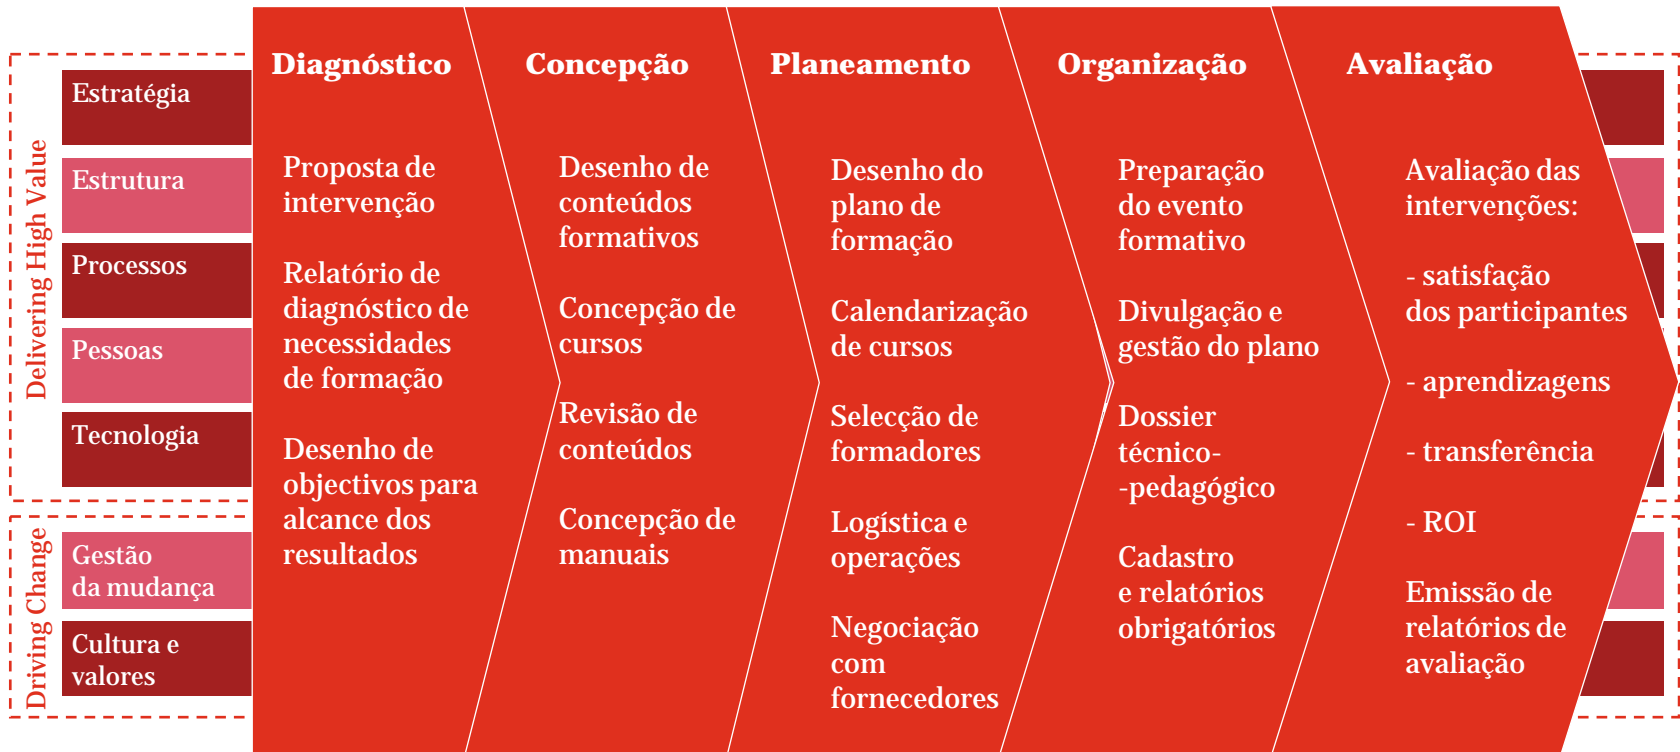 Delivering High Value
Estratégia
Estrutura
Processos
Pessoas
Tecnologia
Driving Change
Gestão
da mudança
Cultura e
valores
Diagnóstico
Proposta de
intervenção
Relatório de
diagnóstico de
necessidades
de formação
Desenho de
objectivos para
alcance dos
resultados
Concepção
Desenho de
conteúdos
formativos
Concepção de
cursos
Revisão de
conteúdos
Concepção de
manuais
Planeamento
Desenho do
plano de
formação
Calendarização
de cursos
Selecção de
formadores
Logística e
operações
Negociação
com
fornecedores
Organização
Preparação
do evento
formativo
Divulgação e
gestão do plano
Dossier
técnico-
-pedagógico
Cadastro
e relatórios
obrigatórios
Avaliação
Avaliação das
intervenções:
- satisfação
dos participantes
- aprendizagens
- transferência
- ROI
Emissão de
relatórios de
avaliação